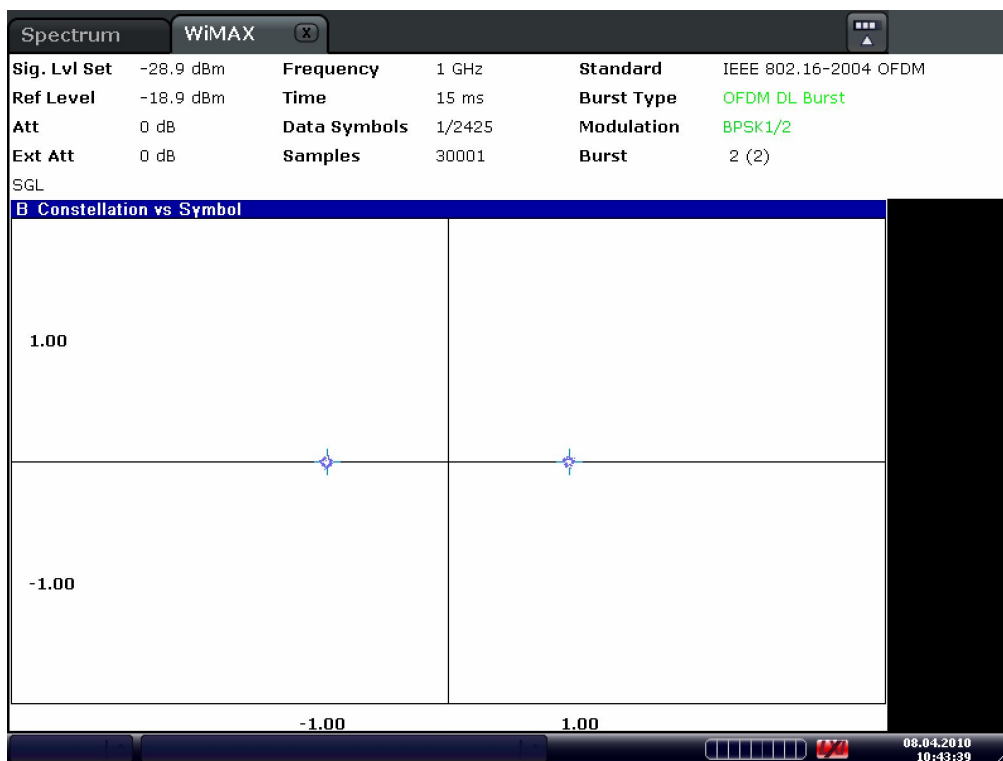 Spectrum WiMAX X
Sig. Lvl Set -28.9 dBm Frequency 1 GHz Standard IEEE 802.16-2004 OFDM
Ref Level -18.9 dBm Time 15 ms Burst Type OFDM DL Burst
Att 0 dB Data Symbols 1/2425 Modulation BPSK1/2
Ext Att 0 dB Samples 30001 Burst 2 (2)
SGL
B Constellation vs Symbol
1.00
-1.00
-1.00 1.00
LXI 08.04.2010
10:43:39